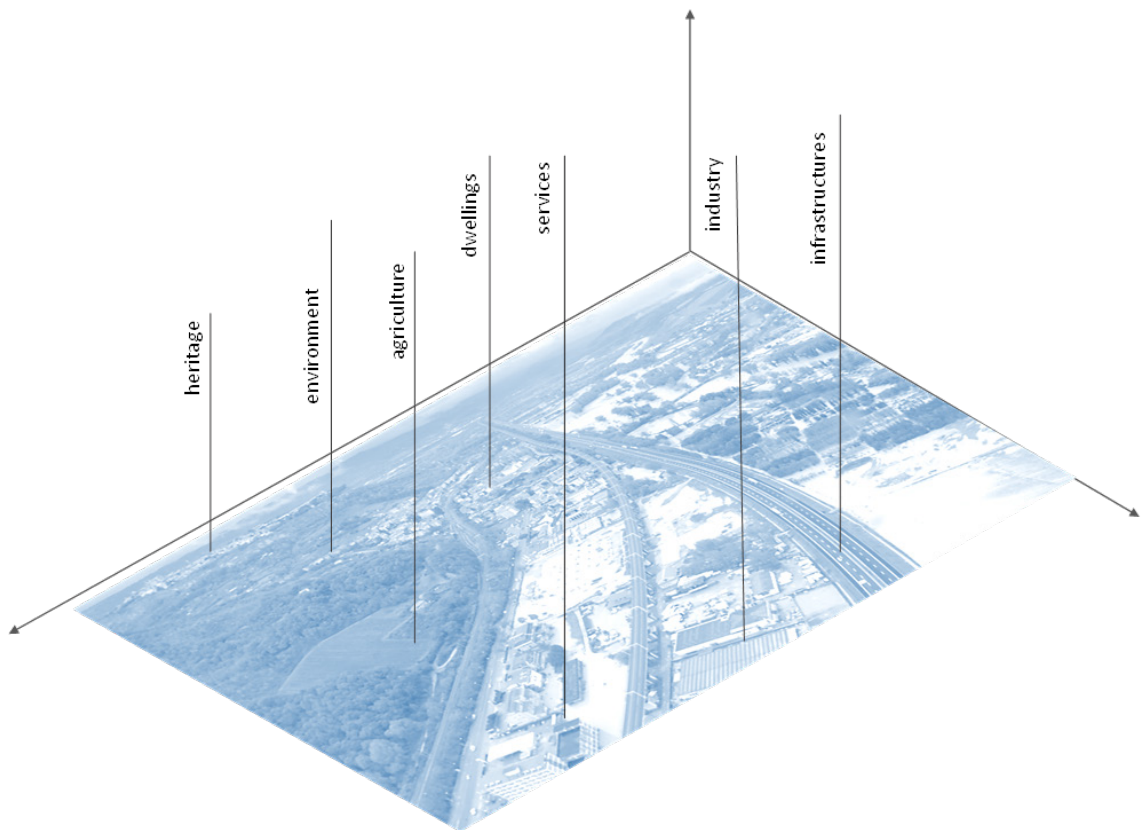 heritage
environment
agriculture
dwellings
services
industry
infrastructures